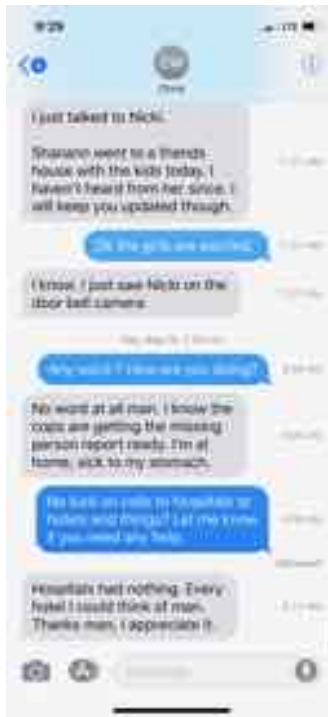 9:29
I just talked to Nicki.
Shanann went to a friends
house with the kids today. I
haven't heard from her since. I
will keep you updated though.
Ok the girls are worried.
I know. I just saw Nicki on the
door bell camera
Any word? How are you doing?
No word at all man. I know the
cops are getting the missing
person report ready. I'm at
home, sick to my stomach.
No luck on calls to hospitals or
hotels and things? Let me know
if you need any help.
Hospitals had nothing. Every
hotel I could think of man.
Thanks man, I appreciate it.